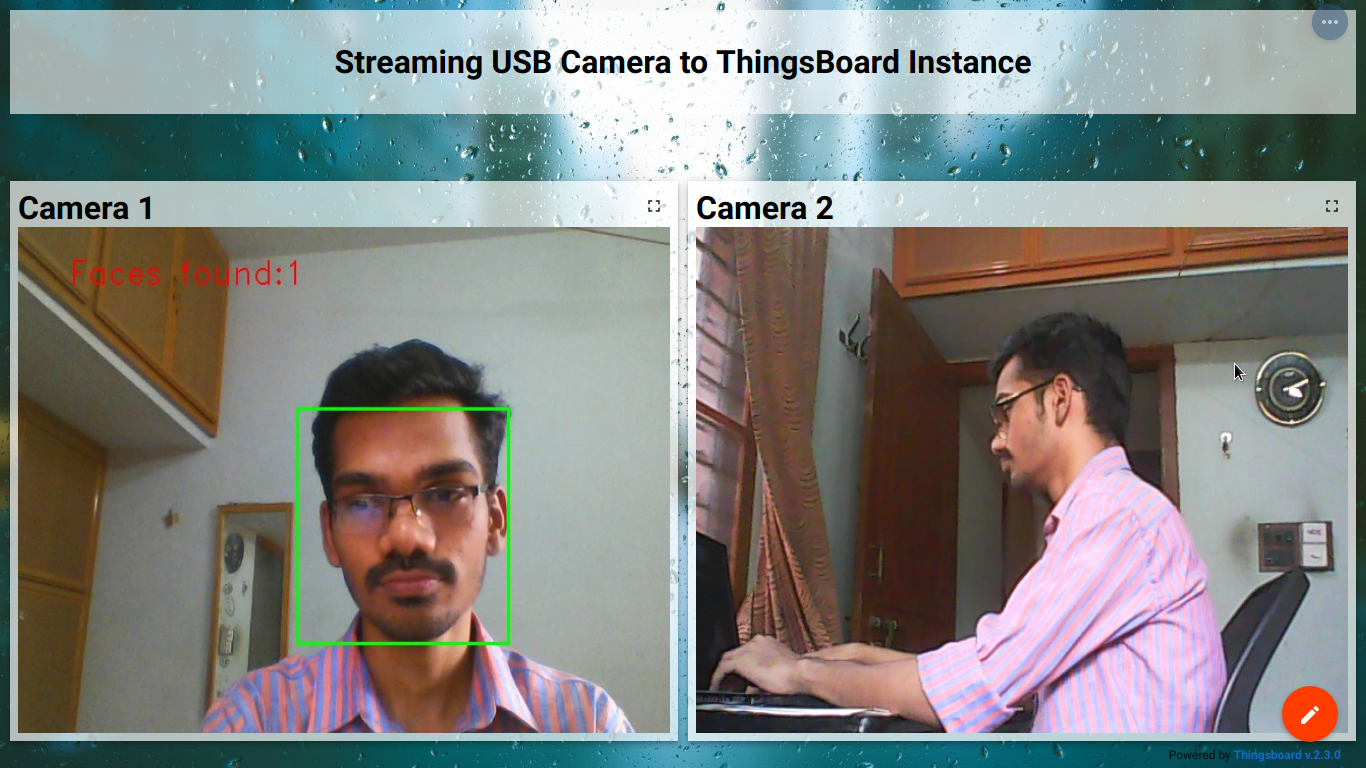 Streaming USB Camera to ThingsBoard Instance
Camera 1
Camera 2
Faces found:1
Powered by Thingsboard v.2.3.0